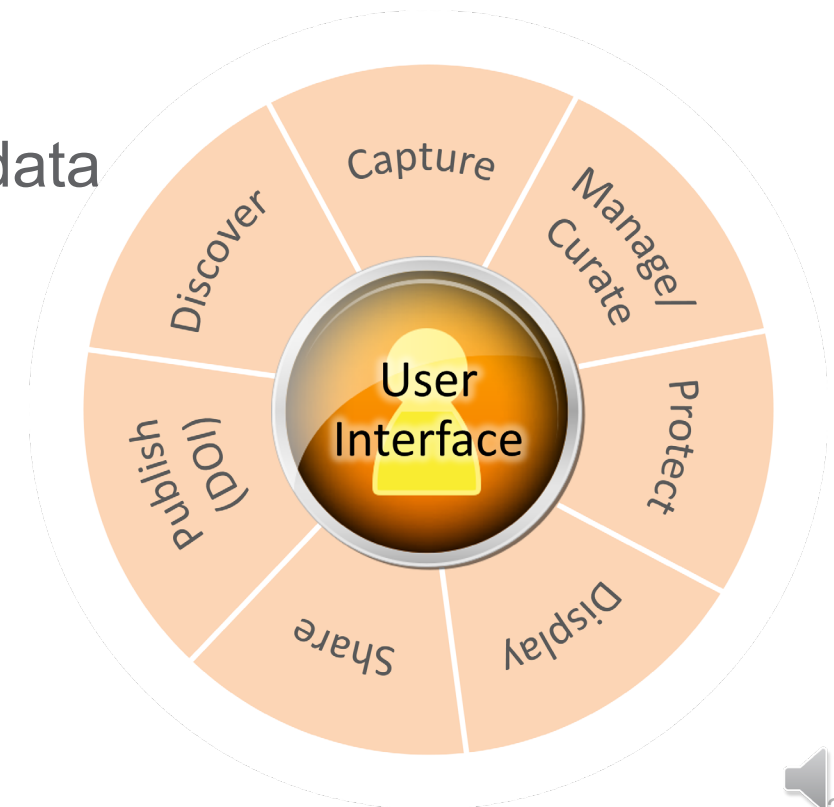 data
Capture
Manage/
Curate
Protect
Display
Share
Publish
(DOI)
Discover
User
Interface